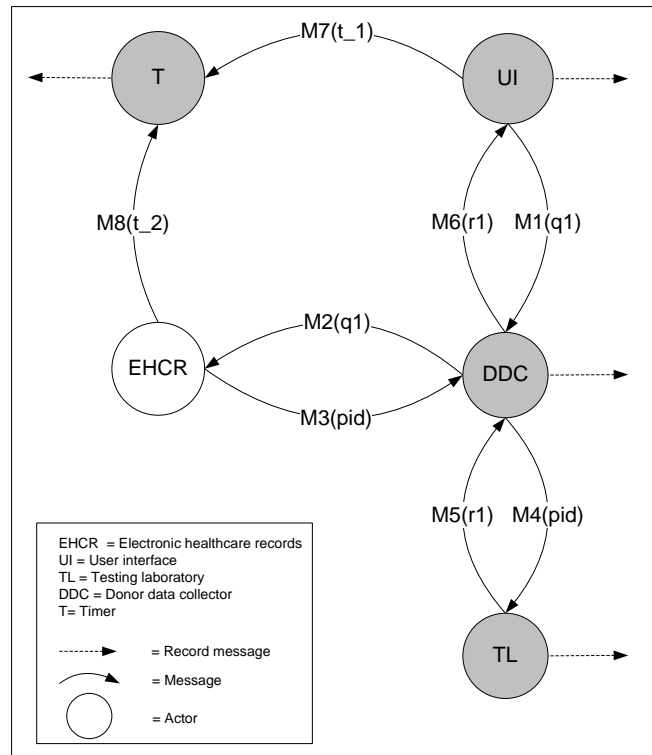 M7(t_1)
T
UI
M8(t_2)
M6(r1)
M1(q1)
M2(q1)
EHCR
DDC
M3(pid)
M5(r1)
M4(pid)
TL
EHCR = Electronic healthcare records
UI = User interface
TL = Testing laboratory
DDC = Donor data collector
T= Timer
= Record message
= Message
= Actor